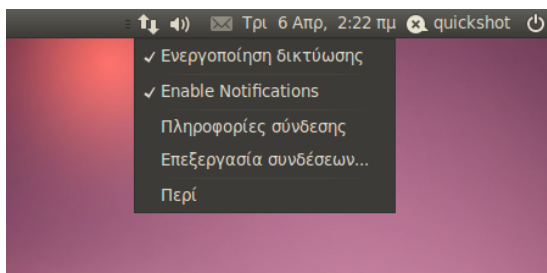 Τρι 6 Απρ, 2:22 πμ quickshot
Ενεργοποίηση δικτύωσης
Enable Notifications
Πληροφορίες σύνδεσης
Επεξεργασία συνδέσεων...
Περί